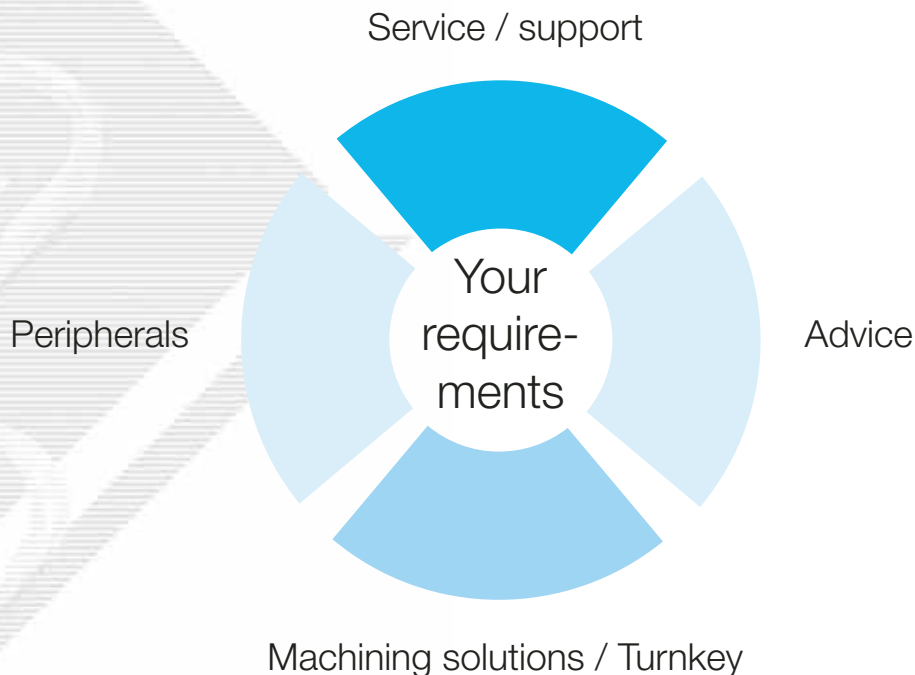 Service / support
Your
require-
ments
Peripherals
Advice
Machining solutions / Turnkey